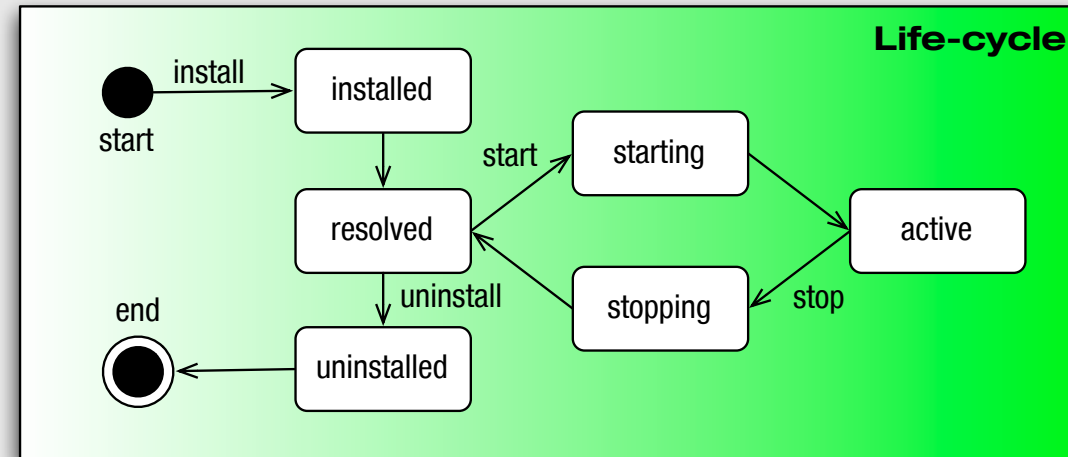 Life-cycle
install
installed
start
start
starting
resolved
active
uninstall
stopping
stop
end
uninstalled